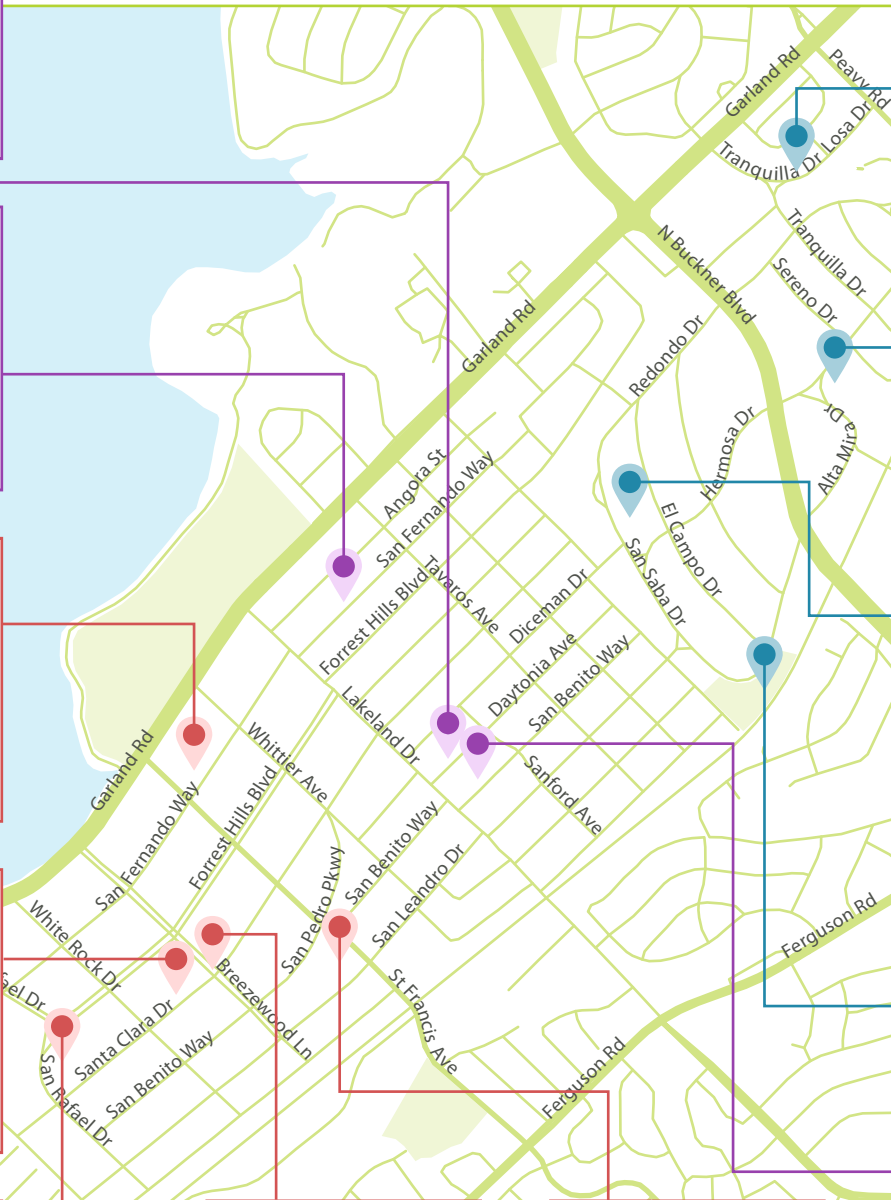 Garland Rd
Peavy Rd
Losa Dr
Tranquilla Dr
Tranquilla Dr
N Buckner Blvd
Sereno Dr
Garland Rd
Redondo Dr
Alta Mira Dr
Hermosa Dr
Angora St
San Fernando Way
El Campo Dr
San Saba Dr
Tavaros Ave
Forrest Hills Blvd
Diceman Dr
Daytonia Ave
San Benito Way
Lakeland Dr
Garland Rd
Whittier Ave
Sanford Ave
San Fernando Way
Forrest Hills Blvd
San Pedro Pkwy
San Benito Way
San Leandro Dr
White Rock Dr
Ferguson Rd
Breezewood Ln
St Francis Ave
fael Dr
Santa Clara Dr
San Benito Way
San Rafael Dr
Ferguson Rd